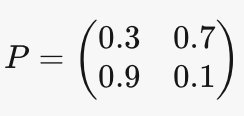 P = (0.3 0.7
0.9 0.1)